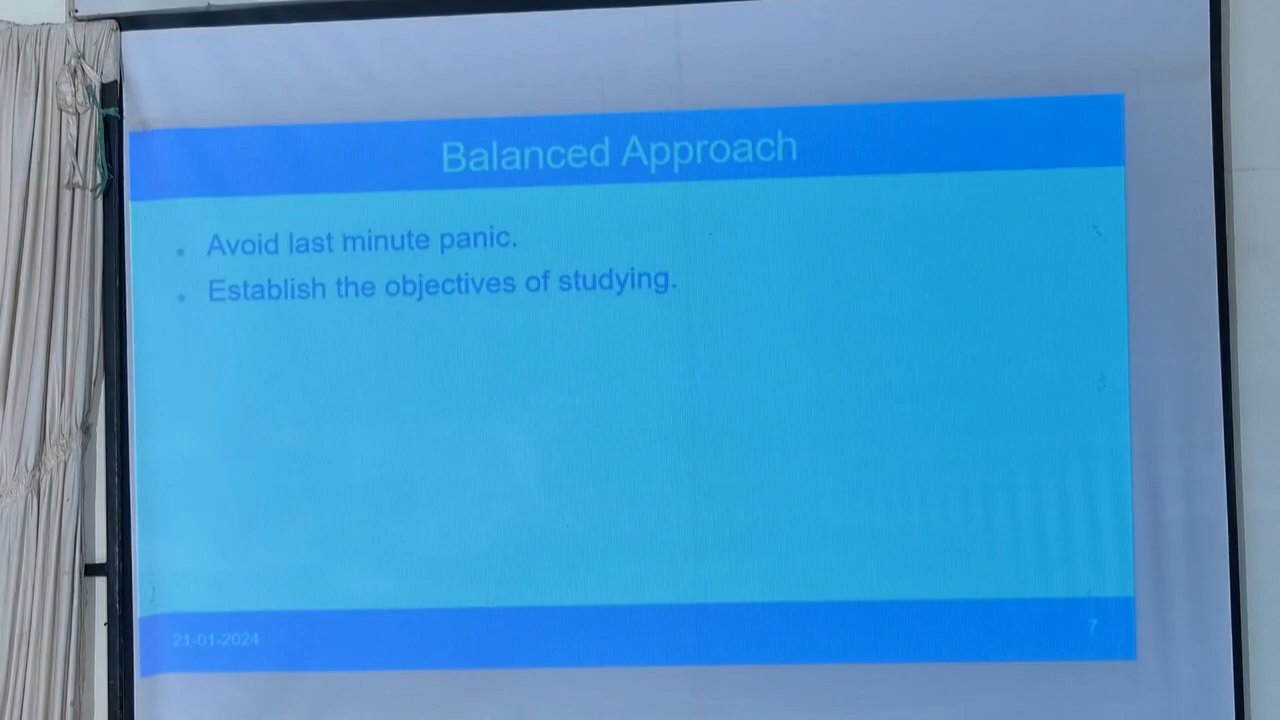 Balanced Approach
• Avoid last minute panic.
• Establish the objectives of studying.
21-01-2024
7